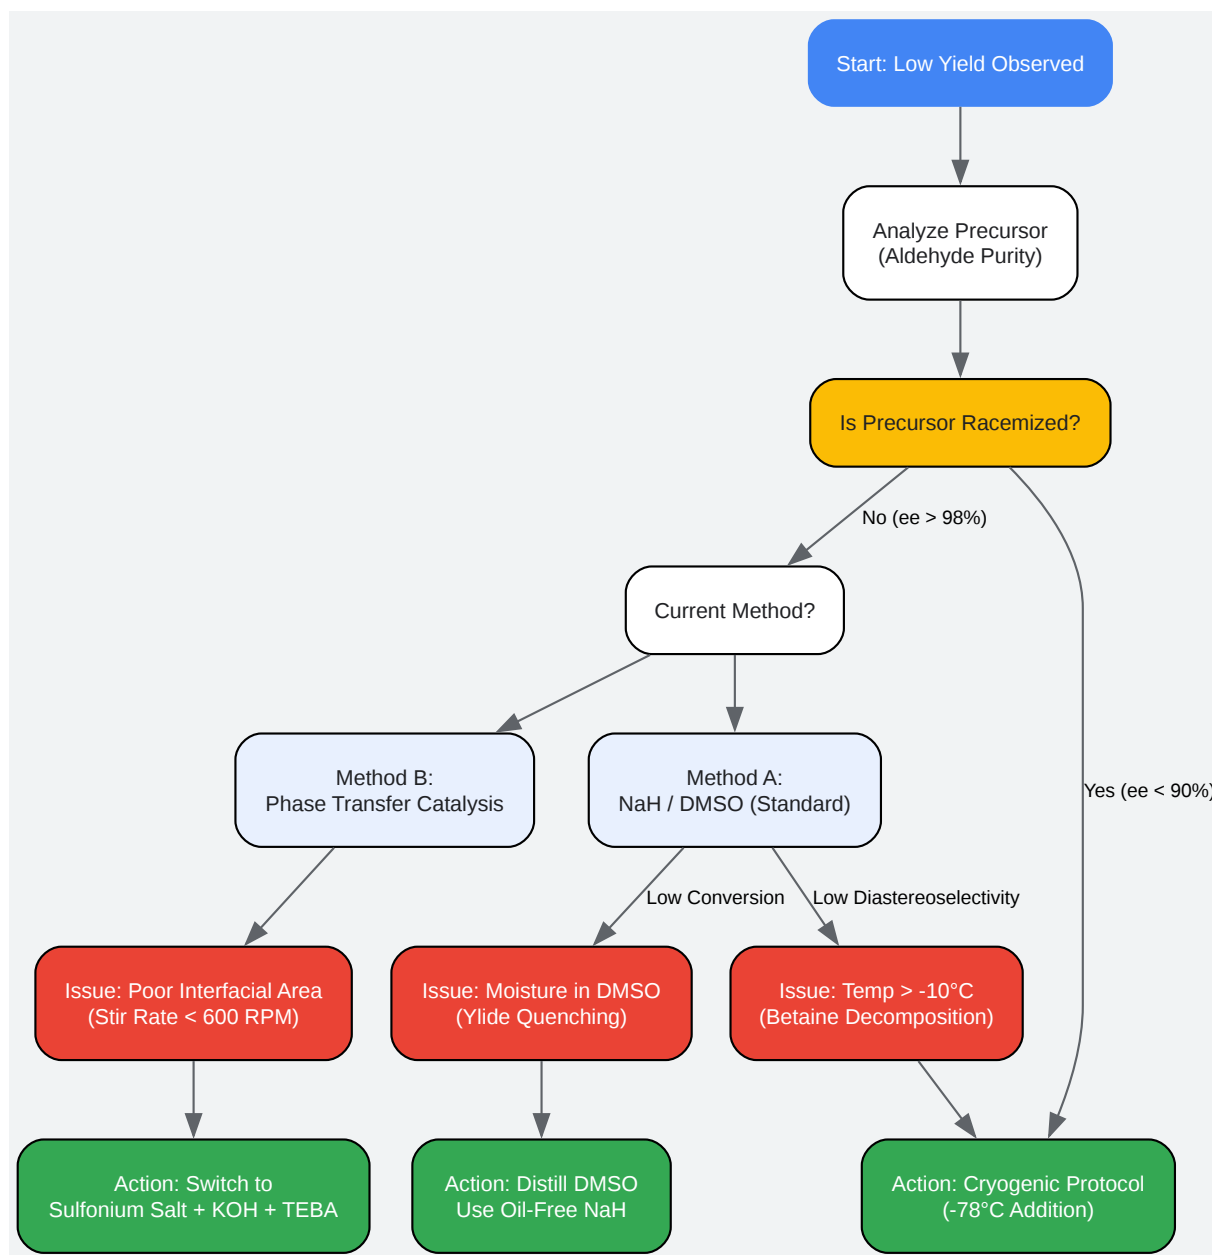 Start: Low Yield Observed
Analyze Precursor
(Aldehyde Purity)
Is Precursor Racemized?
No (ee > 98%)
Current Method?
Method B:
Phase Transfer Catalysis
Method A:
NaH / DMSO (Standard)
Yes (ee < 90%)
Low Conversion
Low Diastereoselectivity
Issue: Poor Interfacial Area
(Stir Rate < 600 RPM)
Issue: Moisture in DMSO
(Ylide Quenching)
Issue: Temp > -10°C
(Betaine Decomposition)
Action: Switch to
Sulfonium Salt + KOH + TEBA
Action: Distill DMSO
Use Oil-Free NaH
Action: Cryogenic Protocol
(-78°C Addition)